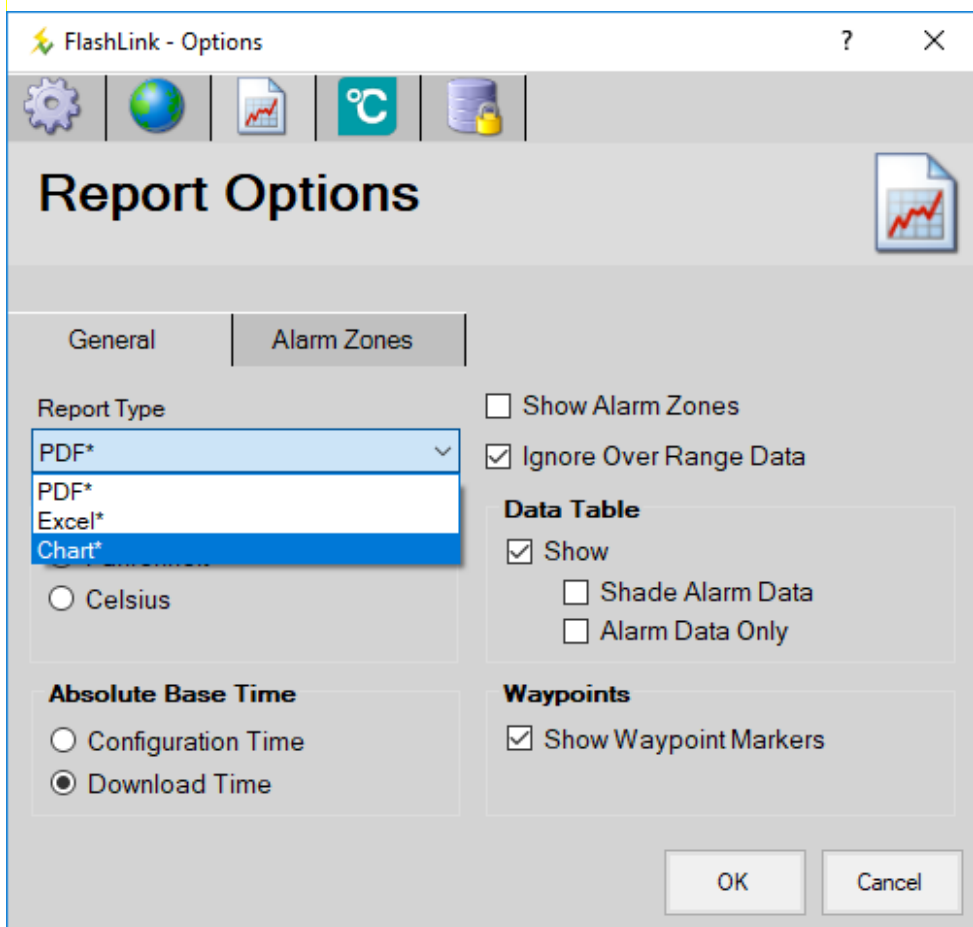 FlashLink - Options
?
℃
Report Options
General
Alarm Zones
Report Type
PDF*
PDF*
Excel*
Chart*
Celsius
Absolute Base Time
Configuration Time
Download Time
Show Alarm Zones
Ignore Over Range Data
Data Table
Show
Shade Alarm Data
Alarm Data Only
Waypoints
Show Waypoint Markers
OK
Cancel